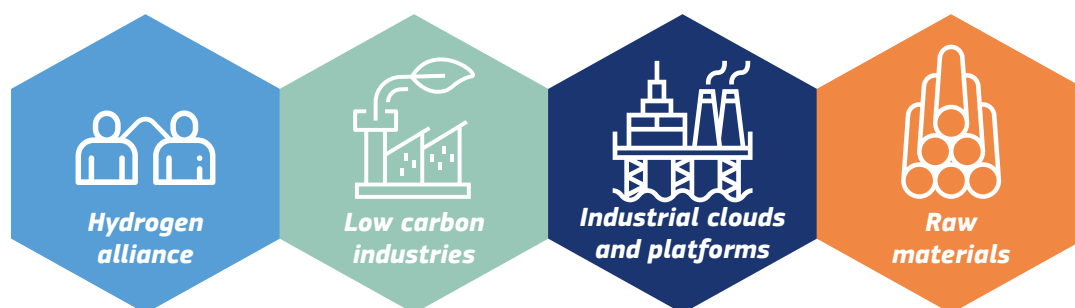 Hydrogen
alliance
Low carbon
industries
Industrial clouds
and platforms
Raw
materials